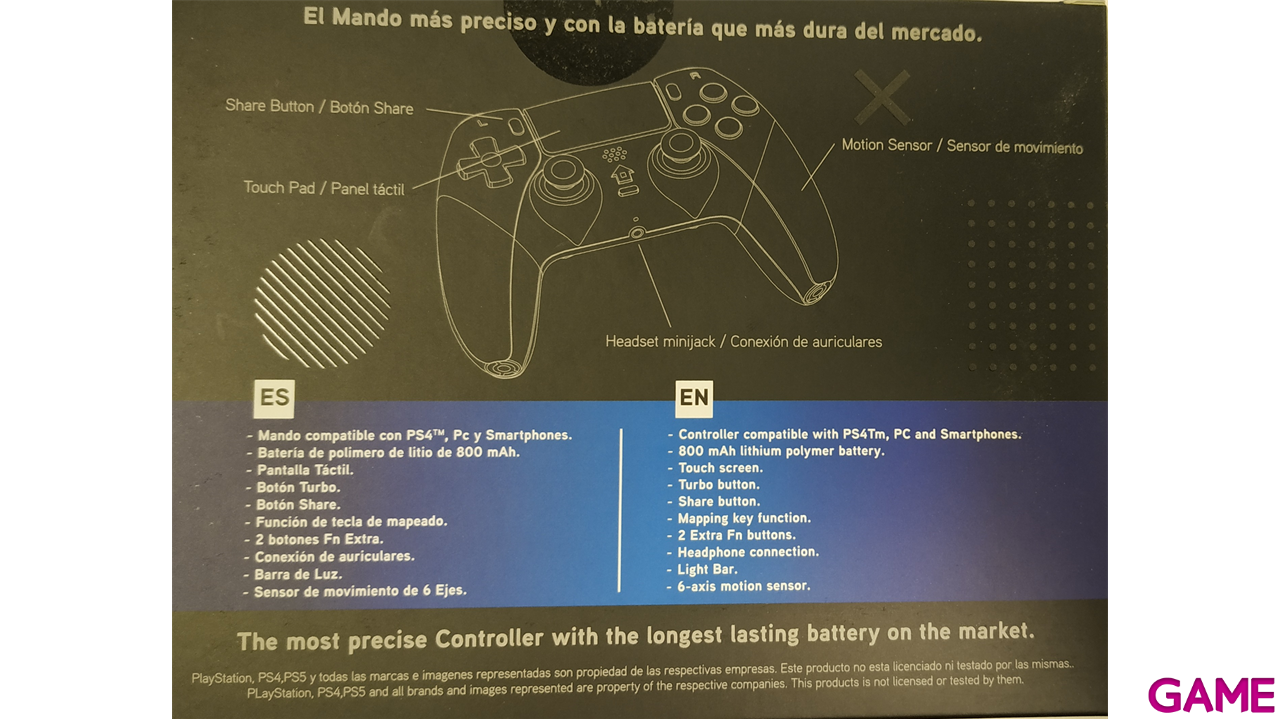 El Mando más preciso y con la batería que más dura del mercado.
Share Button / Botón Share
Motion Sensor / Sensor de movimiento
Touch Pad / Panel táctil
Headset minijack / Conexión de auriculares
ES
- Mando compatible con PS4™, Pc y Smartphones.
- Batería de polimero de litio de 800 mAh.
- Pantalla Táctil.
- Botón Turbo.
- Botón Share.
- Función de tecla de mapeado.
- 2 botones Fn Extra.
- Conexión de auriculares.
- Barra de Luz.
- Sensor de movimiento de 6 Ejes.
EN
- Controller compatible with PS4Tm, PC and Smartphones.
- 800 mAh lithium polymer battery.
- Touch screen.
- Turbo button.
- Share button.
- Mapping key function.
- 2 Extra Fn buttons.
- Headphone connection.
- Light Bar.
- 6-axis motion sensor.
The most precise Controller with the longest lasting battery on the market.
PlayStation, PS4,PS5 y todas las marcas e imagenes representadas son propiedad de las respectivas empresas. Este producto no esta licenciado ni testado por las mismas..
PLayStation, PS4,PS5 and all brands and images represented are property of the respective companies. This products is not licensed or tested by them.
GAME